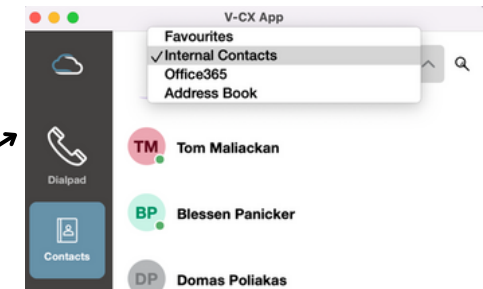 V-CX App
Favourites
✓Internal Contacts
Office365
Address Book
Dialpad
Contacts
TM Tom Maliackan
BP Blessen Panicker
DP Domas Poliakas